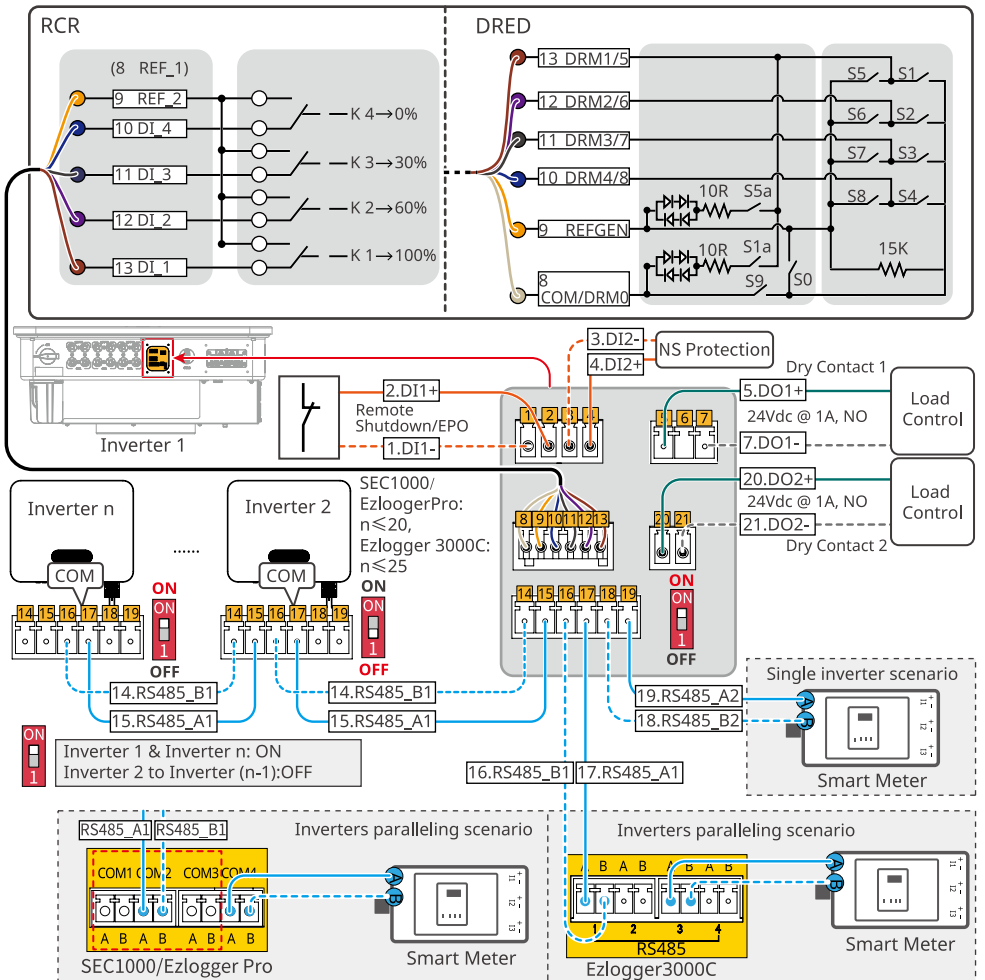 RCR
(8 REF_1)
9 REF_2
10 DI_4
11 DI_3
12 DI_2
13 DI_1
K 4→0%
K 3→30%
K 2→60%
K 1→100%
DRED
13 DRM1/5
12 DRM2/6
11 DRM3/7
10 DRM4/8
9 REFGEN
8
COM/DRM0
10R
S5a
10R
S1a
S9
S0
S5
S1
S6
S2
S7
S3
S8
S4
15K
Inverter 1
2.DI1+
Remote
Shutdown/EPO
1.DI1-
3.DI2-
4.DI2+
NS Protection
Dry Contact 1
5.DO1+
24Vdc @ 1A, NO
7.DO1-
Load
Control
20.DO2+
24Vdc @ 1A, NO
21.DO2-
Dry Contact 2
Load
Control
1 2 3 4
5 6 7
8 9 10 11 12 13
20 21
14 15 16 17 18 19
ON
ON
1
OFF
Inverter n
COM
......
Inverter 2
COM
SEC1000/
EzloogerPro:
n≤20,
Ezlogger 3000C:
n≤25
14 15 16 17 18 19
ON
ON
1
OFF
14 15 16 17 18 19
ON
ON
1
OFF
14.RS485_B1
15.RS485_A1
14.RS485_B1
15.RS485_A1
ON
1
Inverter 1 & Inverter n: ON
Inverter 2 to Inverter (n-1):OFF
19.RS485_A2
18.RS485_B2
Single inverter scenario
A
B
I1 + -
I2
I3 + -
Smart Meter
16.RS485_B1
17.RS485_A1
RS485_A1
RS485_B1
Inverters paralleling scenario
COM1 COM2 COM3 COM4
A B A B A B A B
SEC1000/Ezlogger Pro
A
B
I1 + -
I2
I3 + -
Smart Meter
Inverters paralleling scenario
A B A B A B A B
1 2 3 4
RS485
Ezlogger3000C
A
B
I1 + -
I2
I3 + -
Smart Meter